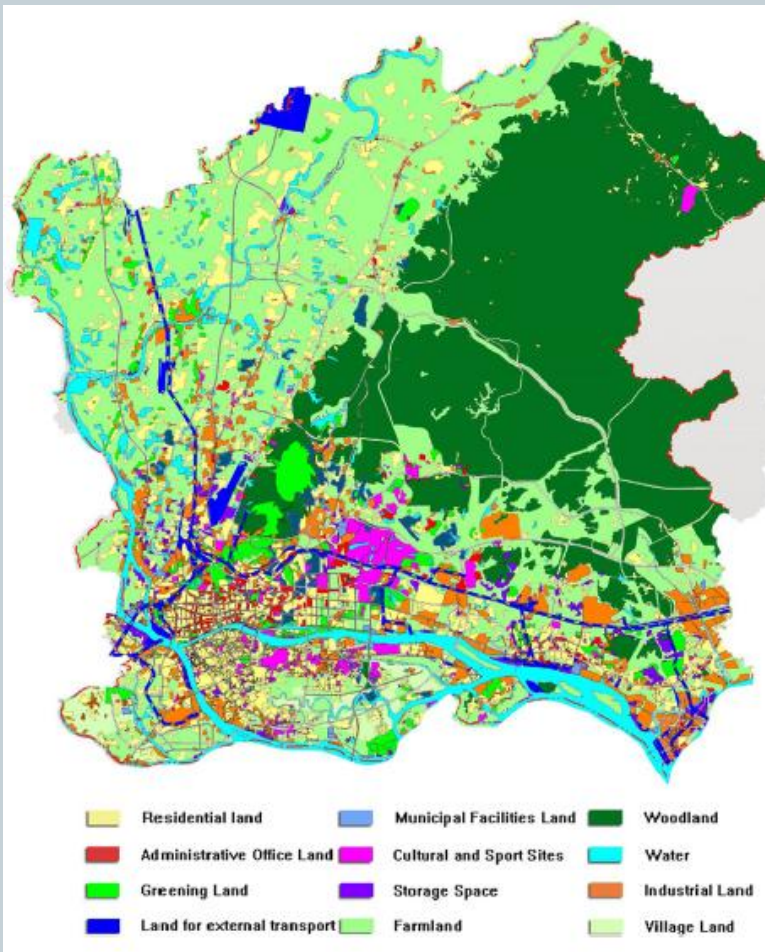 Residential land
Municipal Facilities Land
Woodland
Administrative Office Land
Cultural and Sport Sites
Water
Greening Land
Storage Space
Industrial Land
Land for external transport
Farmland
Village Land